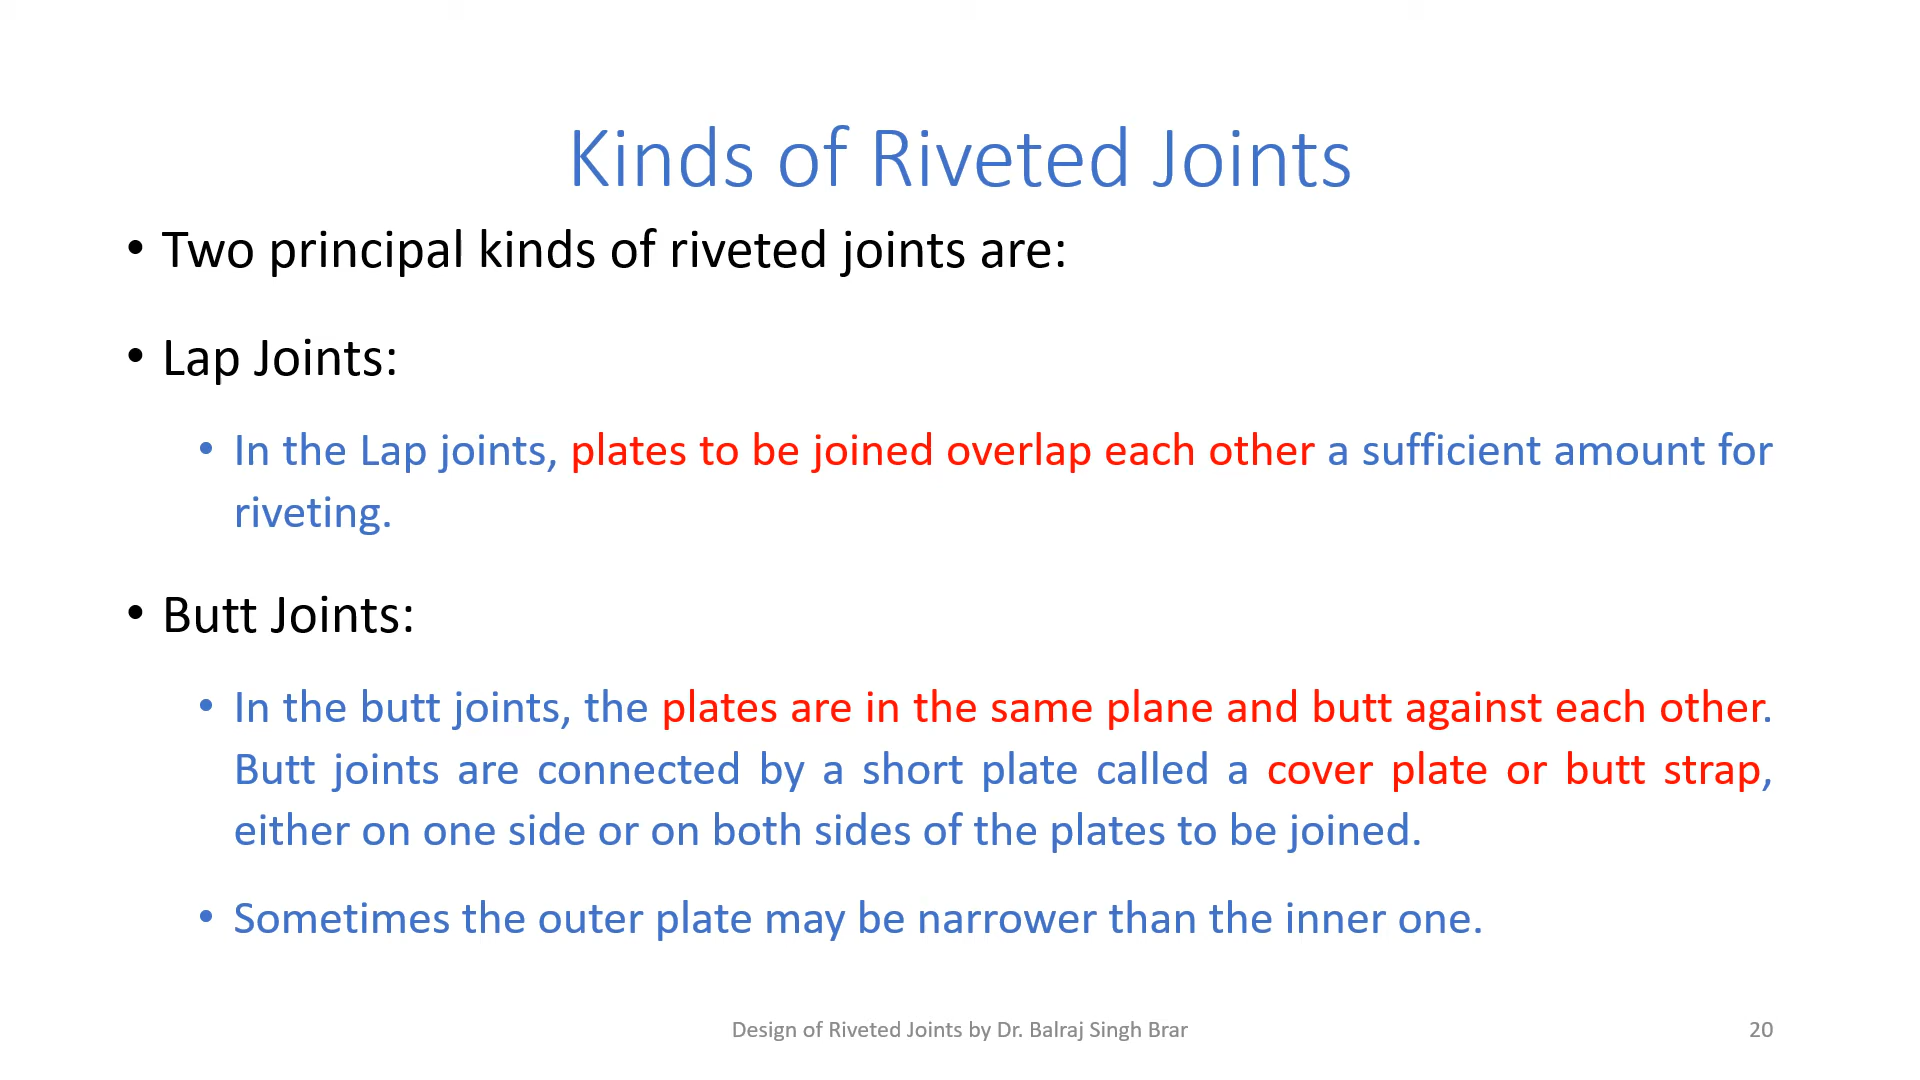 Kinds of Riveted Joints
• Two principal kinds of riveted joints are:
• Lap Joints:
• In the Lap joints, plates to be joined overlap each other a sufficient amount for
riveting.
• Butt Joints:
• In the butt joints, the plates are in the same plane and butt against each other.
Butt joints are connected by a short plate called a cover plate or butt strap,
either on one side or on both sides of the plates to be joined.
• Sometimes the outer plate may be narrower than the inner one.
Design of Riveted Joints by Dr. Balraj Singh Brar
20